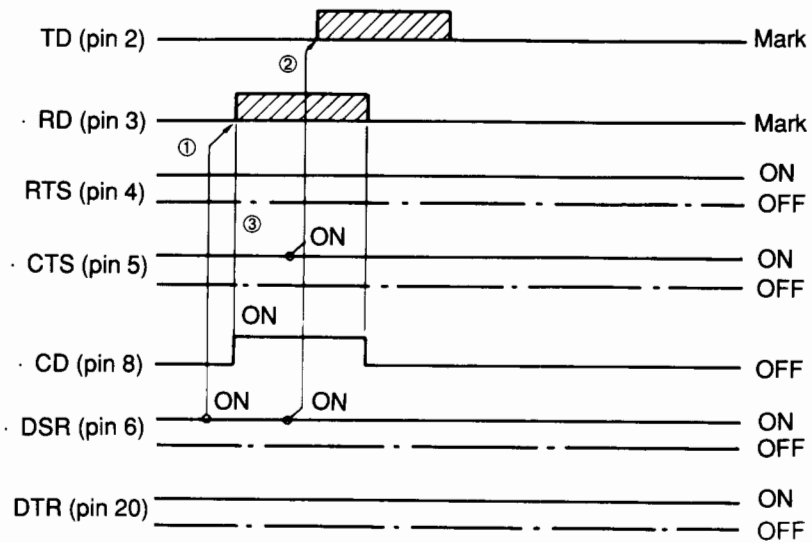 TD (pin 2) Mark
②
RD (pin 3) Mark
①
ON
RTS (pin 4)
OFF
③
ON
CTS (pin 5) ON
OFF
ON
CD (pin 8) OFF
ON ON
DSR (pin 6) ON
OFF
DTR (pin 20) ON
OFF